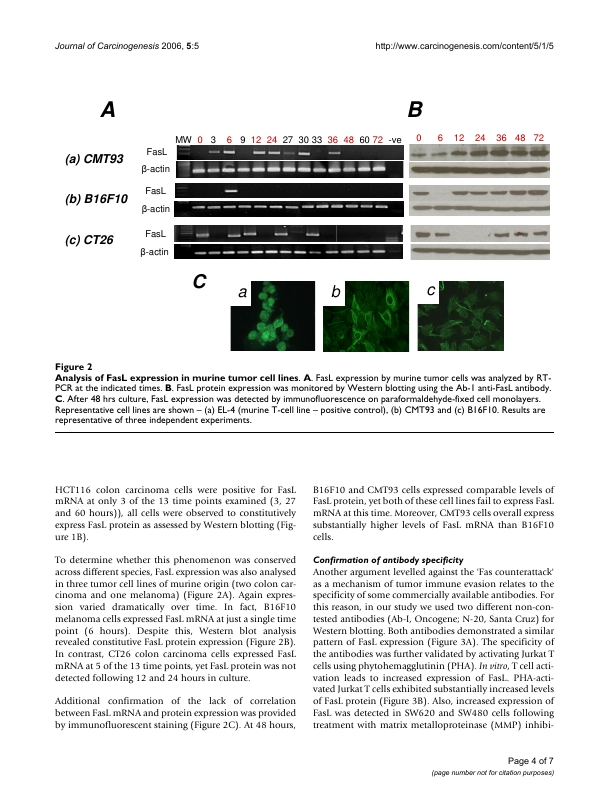 Journal of Carcinogenesis 2006, 5:5 http://www.carcinogenesis.com/content/5/1/5
A B
MW 0 3 6 9 12 24 27 30 33 36 48 60 72 -ve 0 6 12 24 36 48 72
(a) CMT93
FasL
β-actin
(b) B16F10
FasL
β-actin
(c) CT26
FasL
β-actin
C
a b c
Figure 2
Analysis of FasL expression in murine tumor cell lines. A. FasL expression by murine tumor cells was analyzed by RT-
PCR at the indicated times. B. FasL protein expression was monitored by Western blotting using the Ab-1 anti-FasL antibody.
C. After 48 hrs culture, FasL expression was detected by immunofluorescence on paraformaldehyde-fixed cell monolayers.
Representative cell lines are shown – (a) EL-4 (murine T-cell line – positive control), (b) CMT93 and (c) B16F10. Results are
representative of three independent experiments.
HCT116 colon carcinoma cells were positive for FasL
mRNA at only 3 of the 13 time points examined (3, 27
and 60 hours)), all cells were observed to constitutively
express FasL protein as assessed by Western blotting (Fig-
ure 1B).
To determine whether this phenomenon was conserved
across different species, FasL expression was also analysed
in three tumor cell lines of murine origin (two colon car-
cinoma and one melanoma) (Figure 2A). Again expres-
sion varied dramatically over time. In fact, B16F10
melanoma cells expressed FasL mRNA at just a single time
point (6 hours). Despite this, Western blot analysis
revealed constitutive FasL protein expression (Figure 2B).
In contrast, CT26 colon carcinoma cells expressed FasL
mRNA at 5 of the 13 time points, yet FasL protein was not
detected following 12 and 24 hours in culture.
Additional confirmation of the lack of correlation
between FasL mRNA and protein expression was provided
by immunofluorescent staining (Figure 2C). At 48 hours,
B16F10 and CMT93 cells expressed comparable levels of
FasL protein, yet both of these cell lines fail to express FasL
mRNA at this time. Moreover, CMT93 cells overall express
substantially higher levels of FasL mRNA than B16F10
cells.
Confirmation of antibody specificity
Another argument levelled against the 'Fas counterattack'
as a mechanism of tumor immune evasion relates to the
specificity of some commercially available antibodies. For
this reason, in our study we used two different non-con-
tested antibodies (Ab-I, Oncogene; N-20, Santa Cruz) for
Western blotting. Both antibodies demonstrated a similar
pattern of FasL expression (Figure 3A). The specificity of
the antibodies was further validated by activating Jurkat T
cells using phytohemagglutinin (PHA). In vitro, T cell acti-
vation leads to increased expression of FasL. PHA-acti-
vated Jurkat T cells exhibited substantially increased levels
of FasL protein (Figure 3B). Also, increased expression of
FasL was detected in SW620 and SW480 cells following
treatment with matrix metalloproteinase (MMP) inhibi-
Page 4 of 7
(page number not for citation purposes)